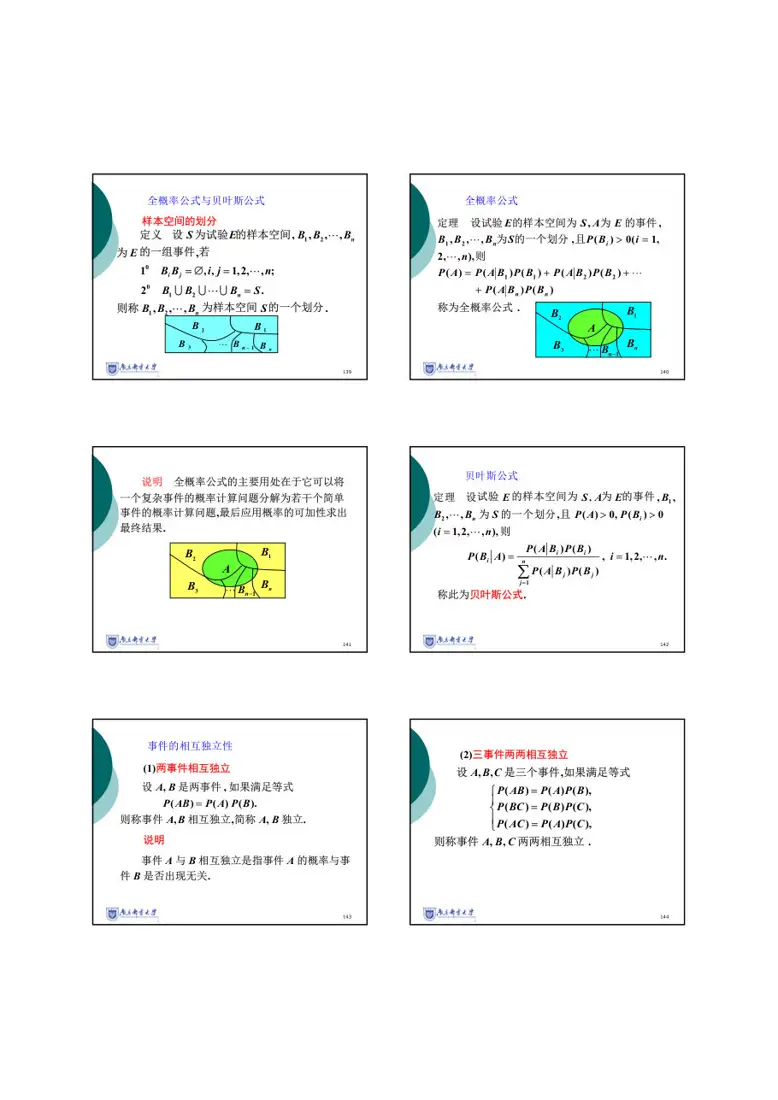 全概率公式与贝叶斯公式
样本空间的划分
定义 设 S 为试验E的样本空间, B₁, B₂, ⋯, Bₙ
为 E 的一组事件,若
1⁰ BᵢBⱼ = ∅, i, j = 1,2,⋯, n;
2⁰ B₁ ∪ B₂ ∪ ⋯ ∪ Bₙ = S.
则称 B₁, B₂, ⋯, Bₙ 为样本空间 S 的一个划分.
B₂ B₁
B₃ ⋯ Bₙ₋₁ Bₙ
139
全概率公式
定理 设试验 E 的样本空间为 S, A 为 E 的事件,
B₁, B₂, ⋯, Bₙ为S的一个划分,且P(Bᵢ) > 0(i = 1,
2,⋯, n),则
P(A) = P(A|B₁)P(B₁) + P(A|B₂)P(B₂) + ⋯
+ P(A|Bₙ)P(Bₙ)
称为全概率公式.
B₂ B₁
A
B₃ ⋯ Bₙ₋₁ Bₙ
140
说明 全概率公式的主要用处在于它可以将
一个复杂事件的概率计算问题分解为若干个简单
事件的概率计算问题,最后应用概率的可加性求出
最终结果.
B₂ B₁
A
B₃ ⋯ Bₙ₋₁ Bₙ
141
贝叶斯公式
定理 设试验 E 的样本空间为 S. A为 E的事件, B₁,
B₂, ⋯, Bₙ 为 S 的一个划分,且 P(A) > 0, P(Bᵢ) > 0
(i = 1,2,⋯, n),则
P(Bᵢ|A) = P(A|Bᵢ)P(Bᵢ) / ∑ⱼ₌₁ⁿ P(A|Bⱼ)P(Bⱼ) , i = 1,2,⋯, n.
称此为贝叶斯公式.
142
事件的相互独立性
(1)两事件相互独立
设 A, B 是两事件, 如果满足等式
P(AB) = P(A) P(B).
则称事件 A, B 相互独立,简称 A, B 独立.
说明
事件 A 与 B 相互独立是指事件 A 的概率与事
件 B 是否出现无关.
143
(2)三事件两两相互独立
设 A, B, C 是三个事件,如果满足等式
P(AB) = P(A)P(B),
P(BC) = P(B)P(C),
P(AC) = P(A)P(C),
则称事件 A, B, C 两两相互独立.
144